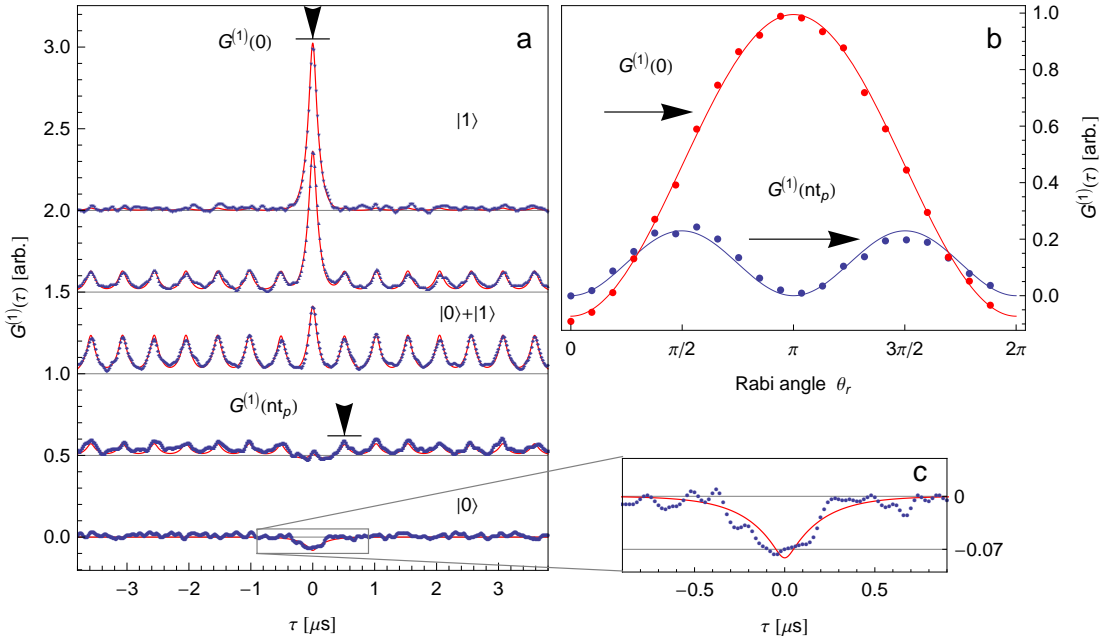 a
G⁽¹⁾(0)
|1⟩
|0⟩+|1⟩
G⁽¹⁾(ntₚ)
|0⟩
3.0
2.5
2.0
1.5
1.0
0.5
0.0
G⁽¹⁾(τ) [arb.]
−3 −2 −1 0 1 2 3
τ [μs]
b
G⁽¹⁾(0)
G⁽¹⁾(ntₚ)
1.0
0.8
0.6
0.4
0.2
0.0
G⁽¹⁾(τ) [arb.]
0 π/2 π 3π/2 2π
Rabi angle θᵣ
c
0
−0.07
−0.5 0.0 0.5
τ [μs]